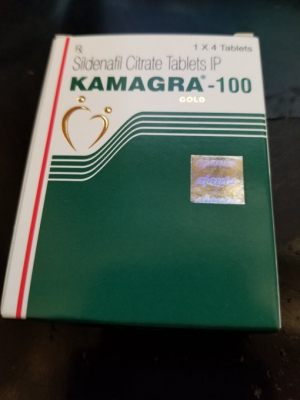 ℞ 1 X 4 Tablets
Sildenafil Citrate Tablets IP
KAMAGRA®-100
GOLD